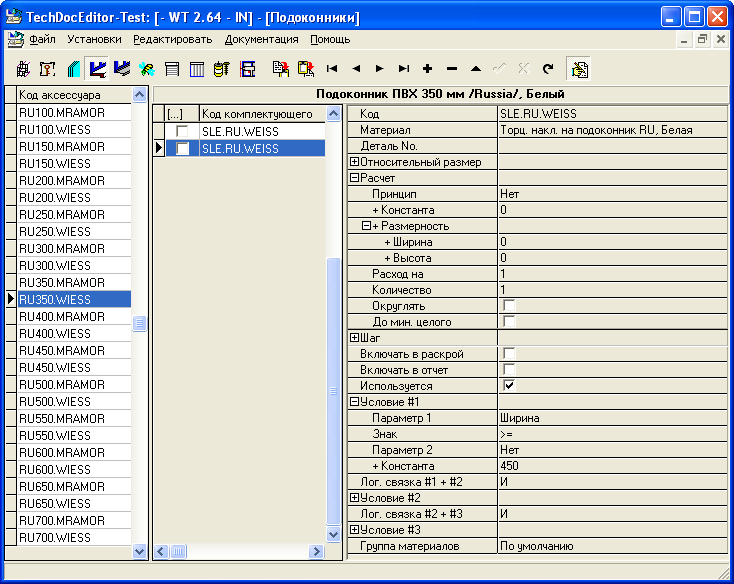 TechDocEditor-Test: [- WT 2.64 - IN] - [Подоконники]
Файл Установки Редактировать Документация Помощь
Подоконник ПВХ 350 мм /Russia/, Белый
Код аксессуара
RU100.MRAMOR
RU100.WIESS
RU150.MRAMOR
RU150.WIESS
RU200.MRAMOR
RU200.WIESS
RU250.MRAMOR
RU250.WIESS
RU300.MRAMOR
RU300.WIESS
RU350.MRAMOR
RU350.WIESS
RU400.MRAMOR
RU400.WIESS
RU450.MRAMOR
RU450.WIESS
RU500.MRAMOR
RU500.WIESS
RU550.MRAMOR
RU550.WIESS
RU600.MRAMOR
RU600.WIESS
RU650.MRAMOR
RU650.WIESS
RU700.MRAMOR
RU700.WIESS
[...] Код комплектующего
SLE.RU.WEISS
SLE.RU.WEISS
Код SLE.RU.WEISS
Материал Торц. накл. на подоконник RU, Белая
Деталь No.
Относительный размер
Расчет
Принцип Нет
+ Константа 0
+ Размерность
+ Ширина 0
+ Высота 0
Расход на 1
Количество 1
Округлять
До мин. целого
Шаг
Включать в раскрой
Включать в отчет
Используется
Условие #1
Параметр 1 Ширина
Знак >=
Параметр 2 Нет
+ Константа 450
Лог. связка #1 + #2 И
Условие #2
Лог. связка #2 + #3 И
Условие #3
Группа материалов По умолчанию